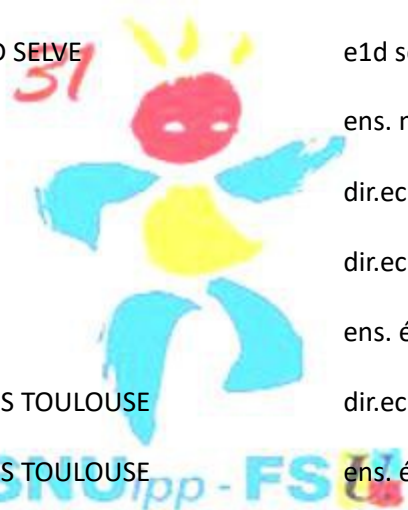 D SELVE e1d s
31
ens.
dir.ec
dir.ec
ens. é
S TOULOUSE dir.ec
S TOULOUSE ens. é
SNUipp - FSU